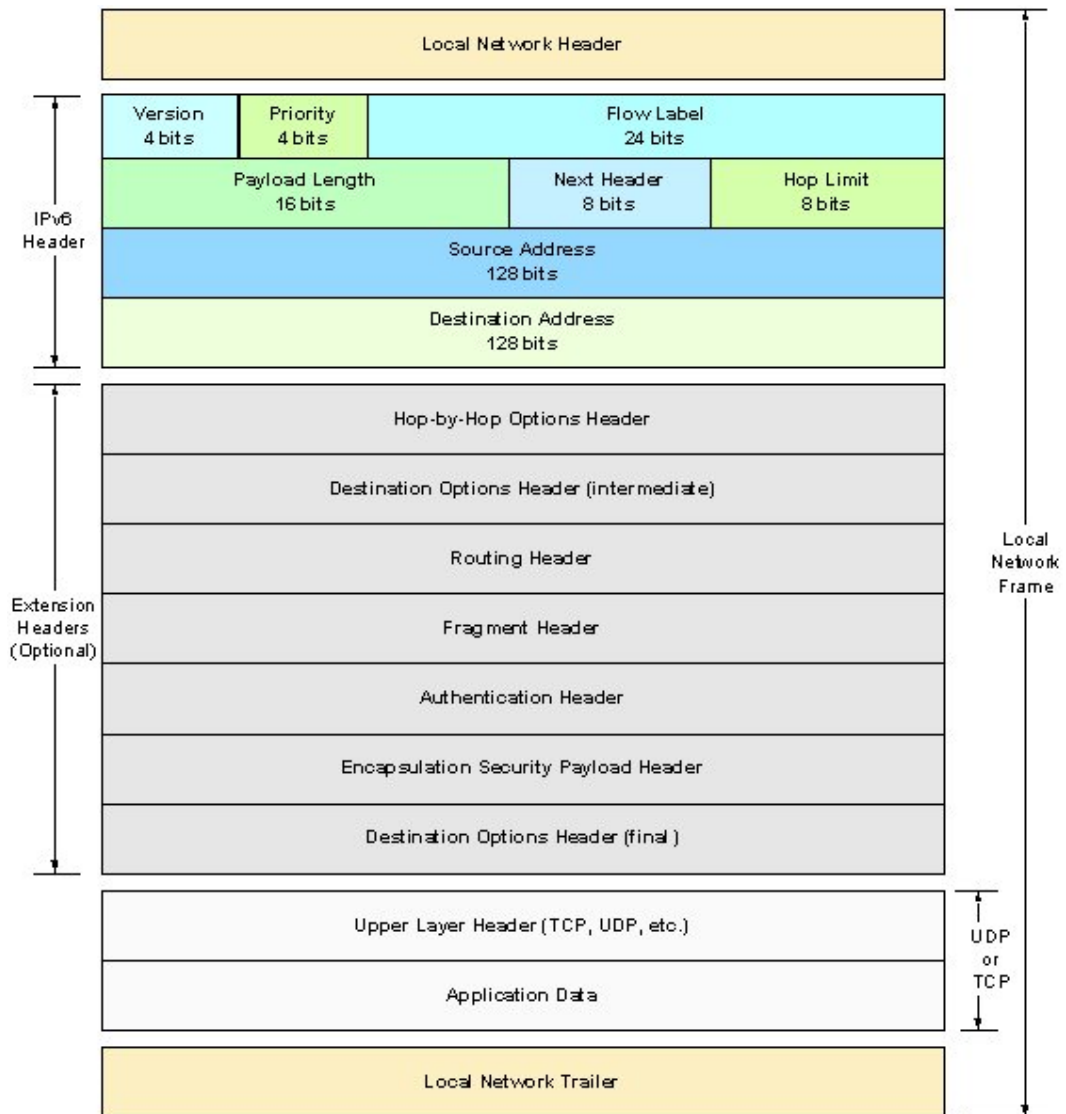 Local Network Header
Version
4 bits
Priority
4 bits
Flow Label
24 bits
Payload Length
16 bits
Next Header
8 bits
Hop Limit
8 bits
IPv6
Header
Source Address
128 bits
Destination Address
128 bits
Hop-by-Hop Options Header
Destination Options Header (intermediate)
Routing Header
Local
Network
Frame
Extension
Headers
(Optional)
Fragment Header
Authentication Header
Encapsulation Security Payload Header
Destination Options Header (final)
Upper Layer Header (TCP, UDP, etc.)
UDP
or
TCP
Application Data
Local Network Trailer